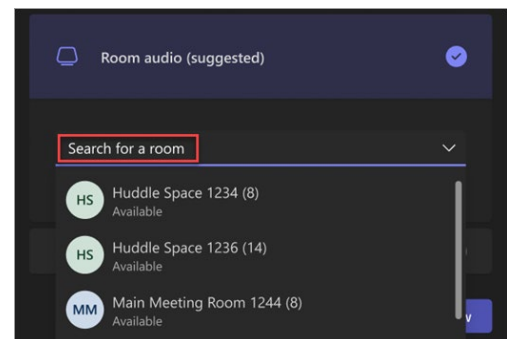 Room audio (suggested)
Search for a room
HS
Huddle Space 1234 (8)
Available
HS
Huddle Space 1236 (14)
Available
MM
Main Meeting Room 1244 (8)
Available
w